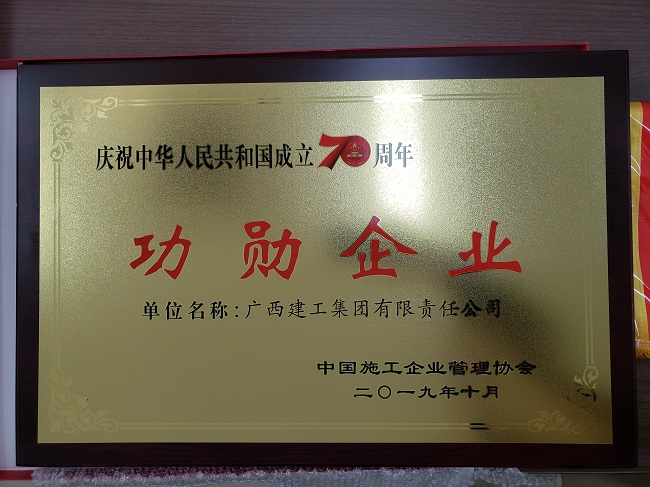 庆祝中华人民共和国成立70周年
功勋企业
单位名称:广西建工集团有限责任公司
中国施工企业管理协会
二〇一九年十月